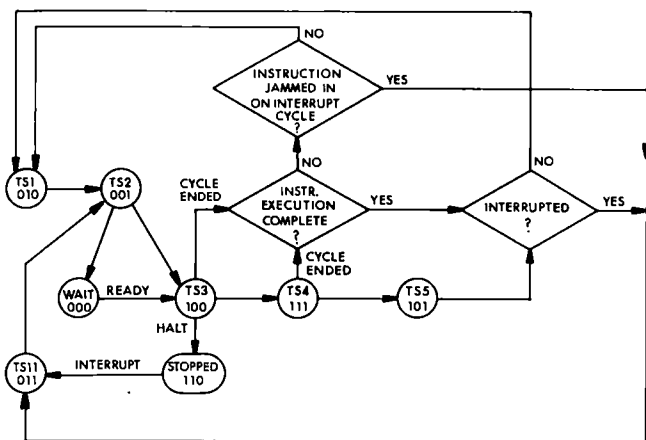 NO
INSTRUCTION
JAMMED IN
ON INTERRUPT
CYCLE
?
YES
TS1
010
TS2
001
CYCLE
ENDED
NO
INSTR.
EXECUTION
COMPLETE
?
YES
NO
INTERRUPTED
?
YES
CYCLE
ENDED
WAIT
000
READY
TS3
100
TS4
111
TS5
101
HALT
TS11
011
INTERRUPT
STOPPED
110